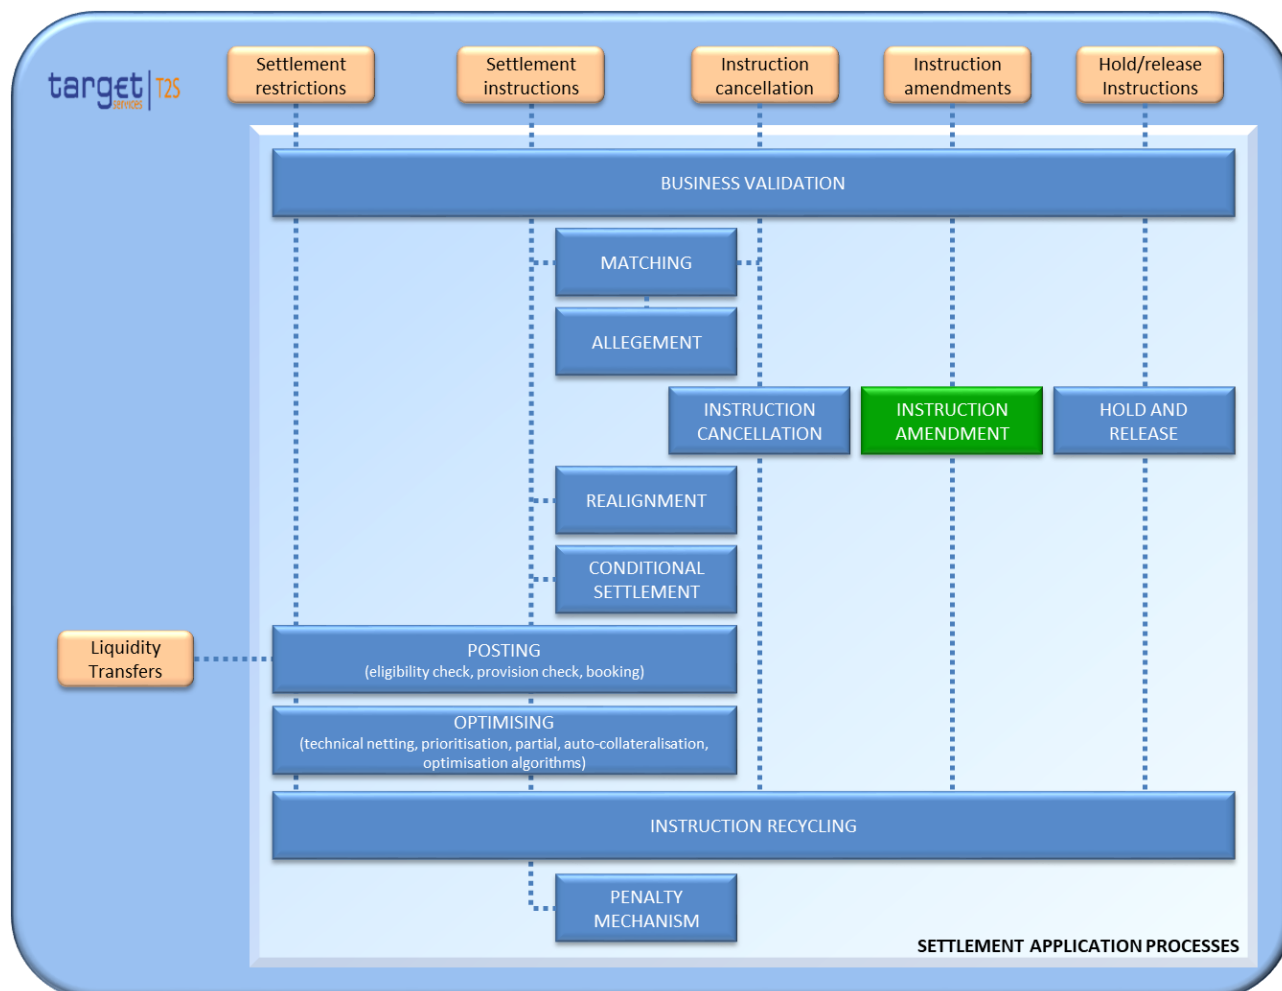 target T2S
services
Settlement
restrictions
Settlement
instructions
Instruction
cancellation
Instruction
amendments
Hold/release
Instructions
BUSINESS VALIDATION
MATCHING
ALLEGEMENT
INSTRUCTION
CANCELLATION
INSTRUCTION
AMENDMENT
HOLD AND
RELEASE
REALIGNMENT
CONDITIONAL
SETTLEMENT
Liquidity
Transfers
POSTING
(eligibility check, provision check, booking)
OPTIMISING
(technical netting, prioritisation, partial, auto-collateralisation,
optimisation algorithms)
INSTRUCTION RECYCLING
PENALTY
MECHANISM
SETTLEMENT APPLICATION PROCESSES